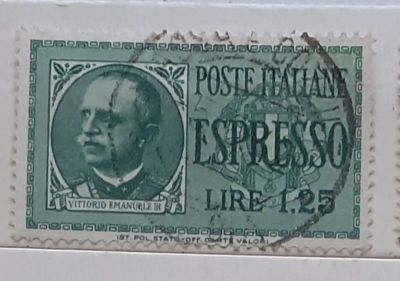 POSTE ITALIANE
ESPRESSO
LIRE 1.25
VITTORIO EMANUELE III
IST. POL. STATO-OFF. CARTE VALORI